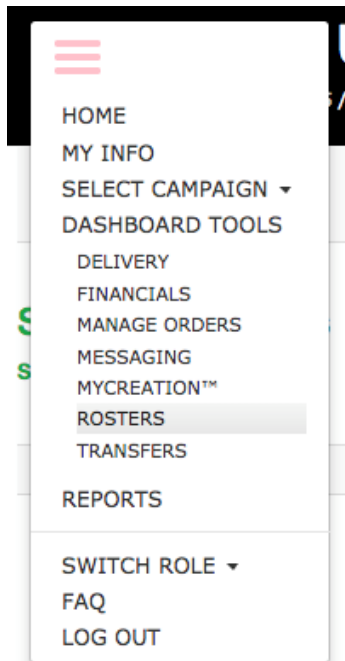 HOME
MY INFO
SELECT CAMPAIGN
DASHBOARD TOOLS
DELIVERY
FINANCIALS
MANAGE ORDERS
MESSAGING
MYCREATION™
ROSTERS
TRANSFERS
REPORTS
SWITCH ROLE
FAQ
LOG OUT